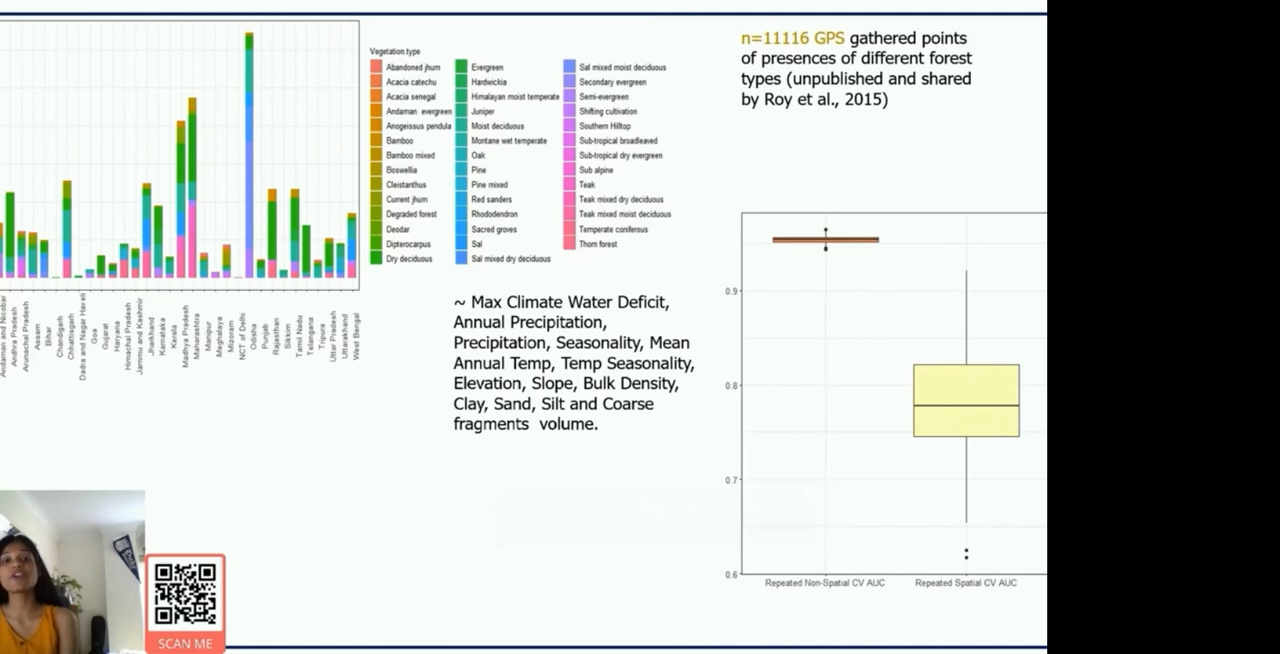 n=11116 GPS gathered points
of presences of different forest
types (unpublished and shared
by Roy et al., 2015)
Vegetation type
Abandoned jhum
Acacia catechu
Acacia senegal
Andaman evergreen
Anogeissus pendula
Bamboo
Bamboo mixed
Boswellia
Cleistanthus
Current jhum
Degraded forest
Deodar
Dipterocarpus
Dry deciduous
Evergreen
Hardwickia
Himalayan moist temperate
Juniper
Moist deciduous
Montane wet temperate
Oak
Pine
Pine mixed
Red sanders
Rhododendron
Sacred groves
Sal
Sal mixed dry deciduous
Sal mixed moist deciduous
Secondary evergreen
Semi-evergreen
Shifting cultivation
Southern Hilltop
Sub-tropical broadleaved
Sub-tropical dry evergreen
Sub alpine
Teak
Teak mixed dry deciduous
Teak mixed moist deciduous
Temperate coniferous
Thorn forest
Andaman and Nicobar
Andhra Pradesh
Arunachal Pradesh
Assam
Bihar
Chandigarh
Chhattisgarh
Dadra and Nagar Haveli
Goa
Gujarat
Haryana
Himachal Pradesh
Jammu and Kashmir
Jharkhand
Karnataka
Kerala
Madhya Pradesh
Maharashtra
Manipur
Meghalaya
Mizoram
NCT of Delhi
Odisha
Punjab
Rajasthan
Sikkim
Tamil Nadu
Telangana
Tripura
Uttar Pradesh
Uttarakhand
West Bengal
~ Max Climate Water Deficit,
Annual Precipitation,
Precipitation, Seasonality, Mean
Annual Temp, Temp Seasonality,
Elevation, Slope, Bulk Density,
Clay, Sand, Silt and Coarse
fragments volume.
0.9
0.8
0.7
0.6
Repeated Non-Spatial CV AUC
Repeated Spatial CV AUC
SCAN ME